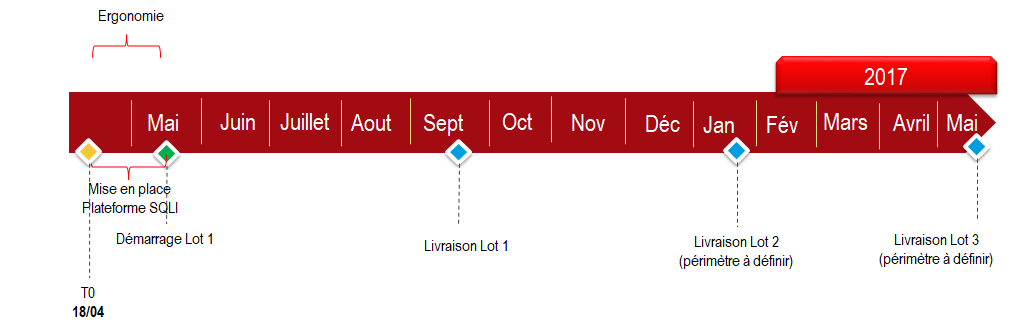 Ergonomie
2017
Mai
Juin
Juillet
Aout
Sept
Oct
Nov
Déc
Jan
Fév
Mars
Avril
Mai
Mise en place
Plateforme SQLI
Démarrage Lot 1
Livraison Lot 1
Livraison Lot 2
(périmètre à définir)
Livraison Lot 3
(périmètre à définir)
T0
18/04